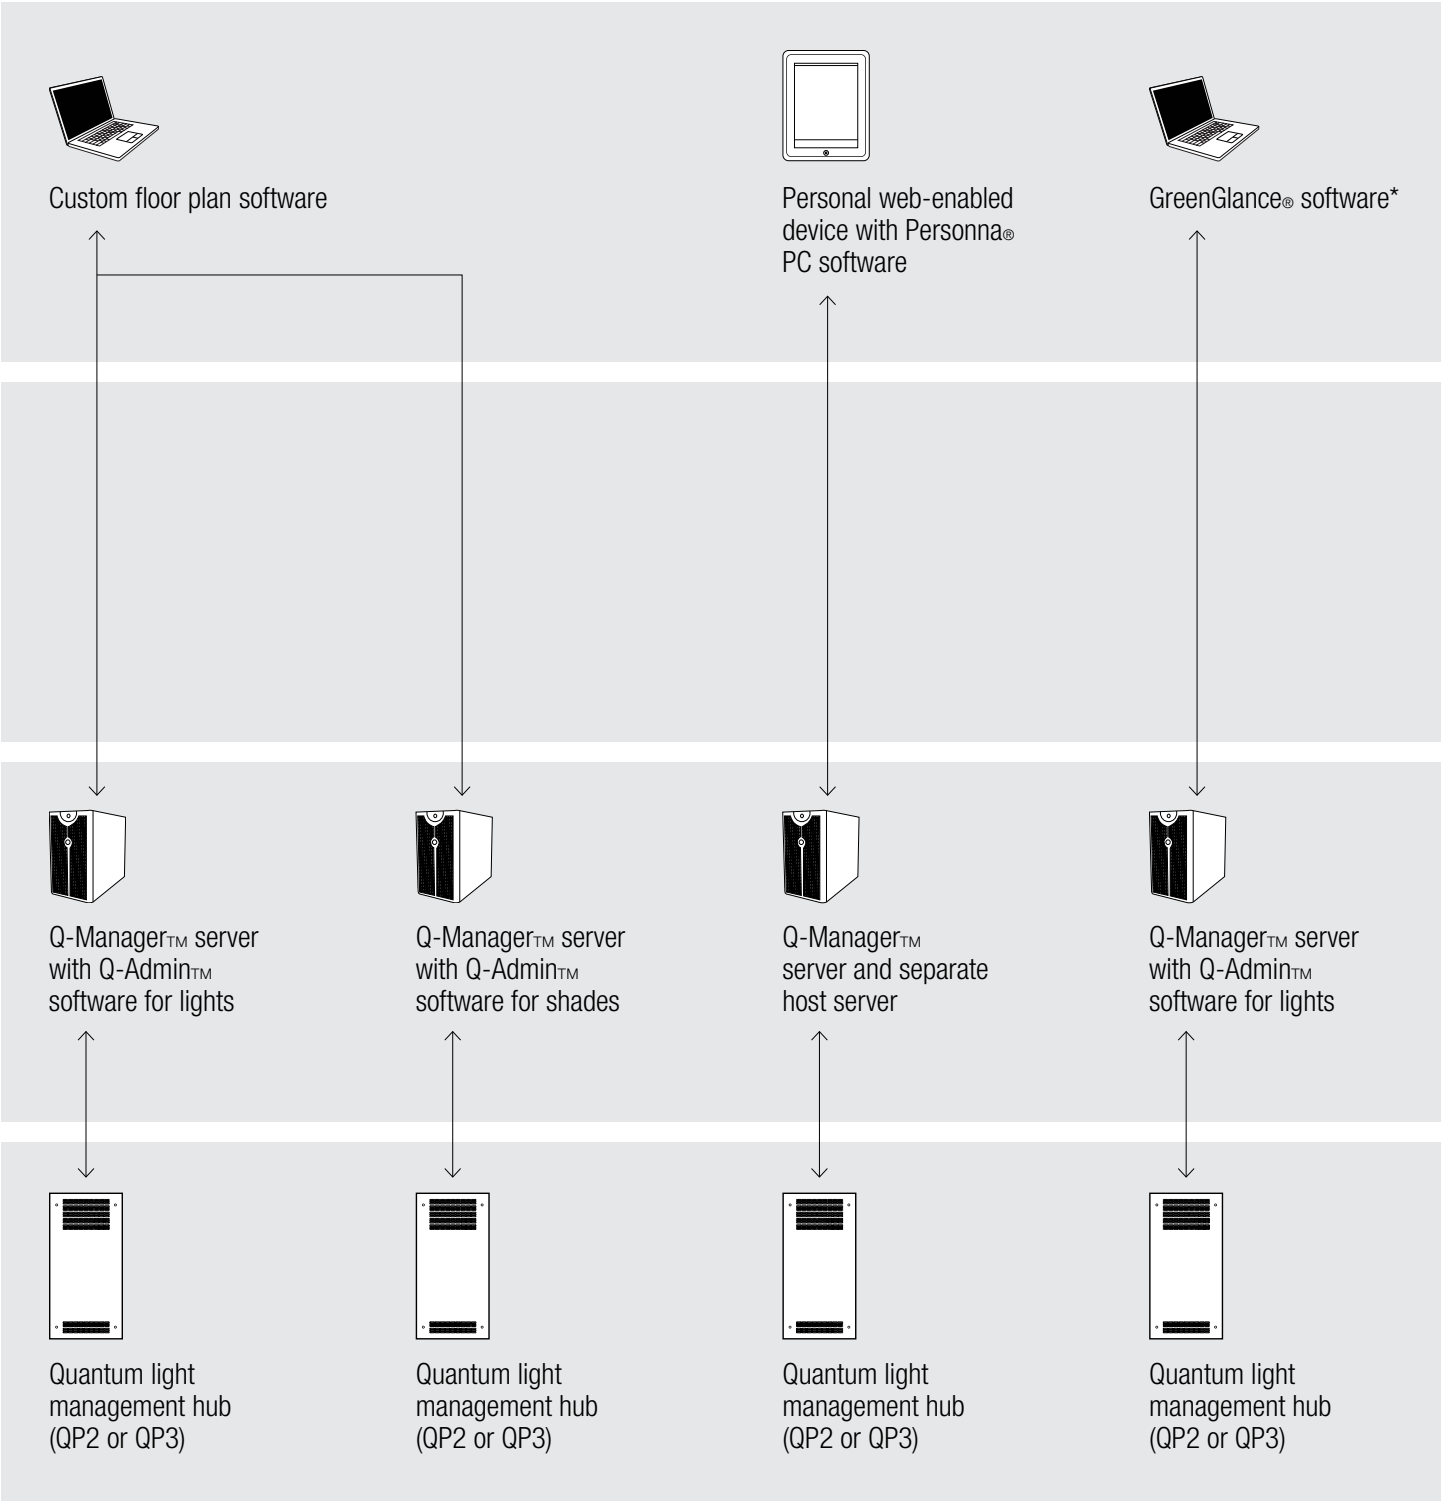 Custom floor plan software
Personal web-enabled
device with Personna®
PC software
GreenGlance® software*
Q-Manager™ server
with Q-Admin™
software for lights
Q-Manager™ server
with Q-Admin™
software for shades
Q-Manager™
server and separate
host server
Q-Manager™ server
with Q-Admin™
software for lights
Quantum light
management hub
(QP2 or QP3)
Quantum light
management hub
(QP2 or QP3)
Quantum light
management hub
(QP2 or QP3)
Quantum light
management hub
(QP2 or QP3)